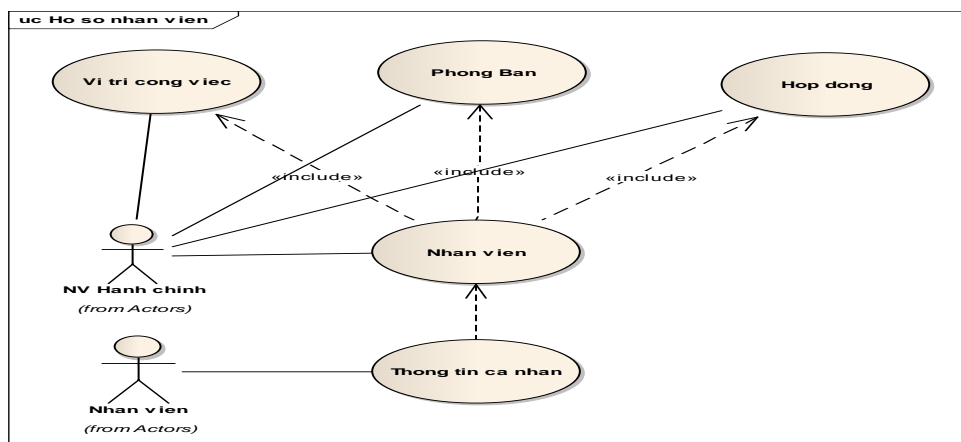 uc Ho so nhan vien
Vi tri cong viec
Phong Ban
Hop dong
«include»
«include»
«include»
Nhan vien
NV Hanh chinh
(from Actors)
Thong tin ca nhan
Nhan vien
(from Actors)